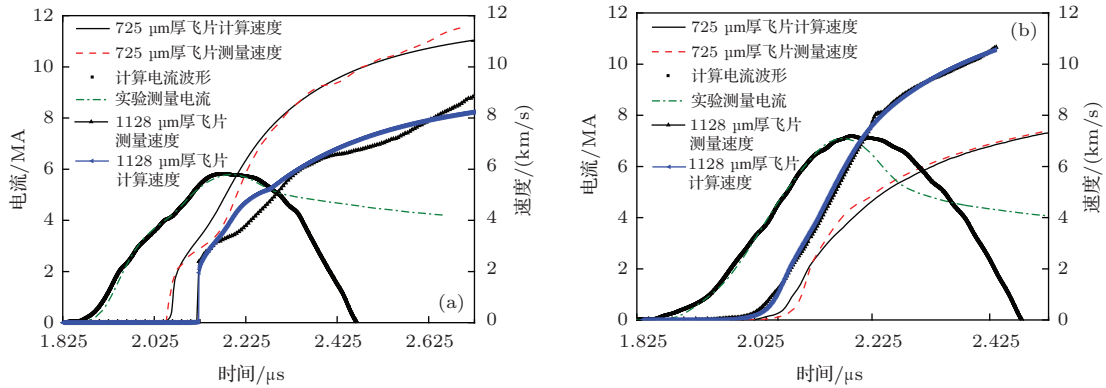 12
10
8
6
4
2
0
电流/MA
725 μm厚飞片计算速度
725 μm厚飞片测量速度
计算电流波形
实验测量电流
1128 μm厚飞片
测量速度
1128 μm厚飞片
计算速度
(a)
12
10
8
6
4
2
0
速度/(km/s)
1.825
2.025
2.225
2.425
2.625
时间/μs
12
10
8
6
4
2
0
电流/MA
725 μm厚飞片计算速度
725 μm厚飞片测量速度
计算电流波形
实验测量电流
1128 μm厚飞片
测量速度
1128 μm厚飞片
计算速度
(b)
12
10
8
6
4
2
0
速度/(km/s)
1.825
2.025
2.225
2.425
时间/μs